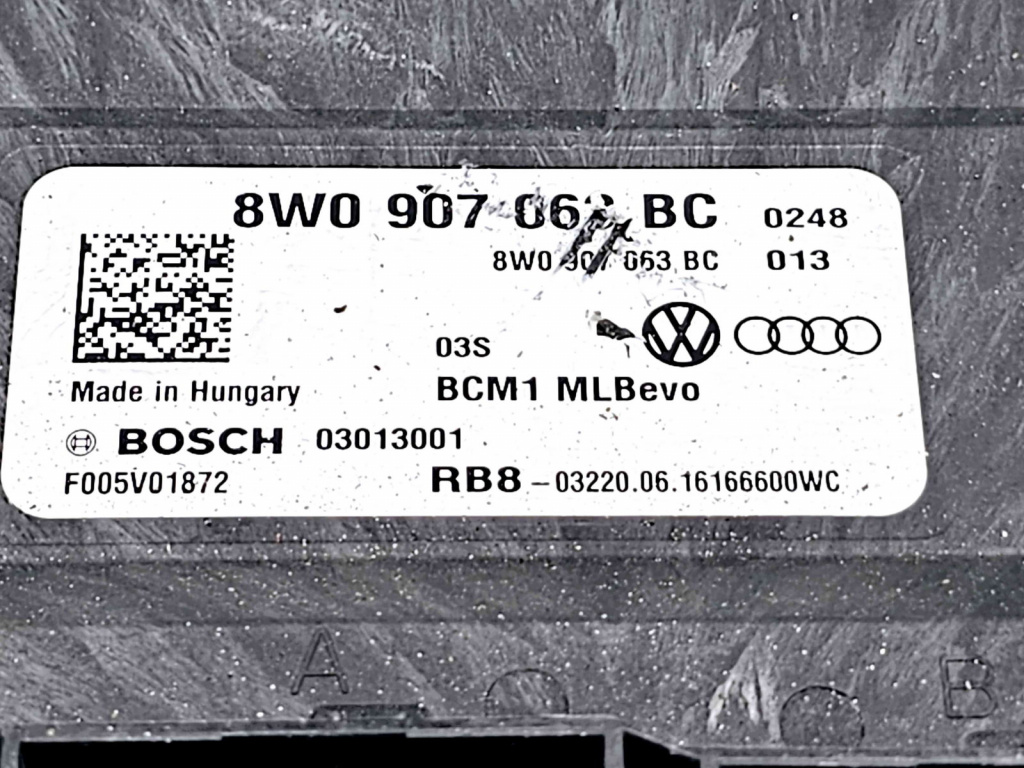 8W0 907 063 BC 0248
8W0 907 063 BC 013
03S
Made in Hungary BCM1 MLBevo
BOSCH 03013001
F005V01872 RB8 – 03220.06.16166600WC
A B